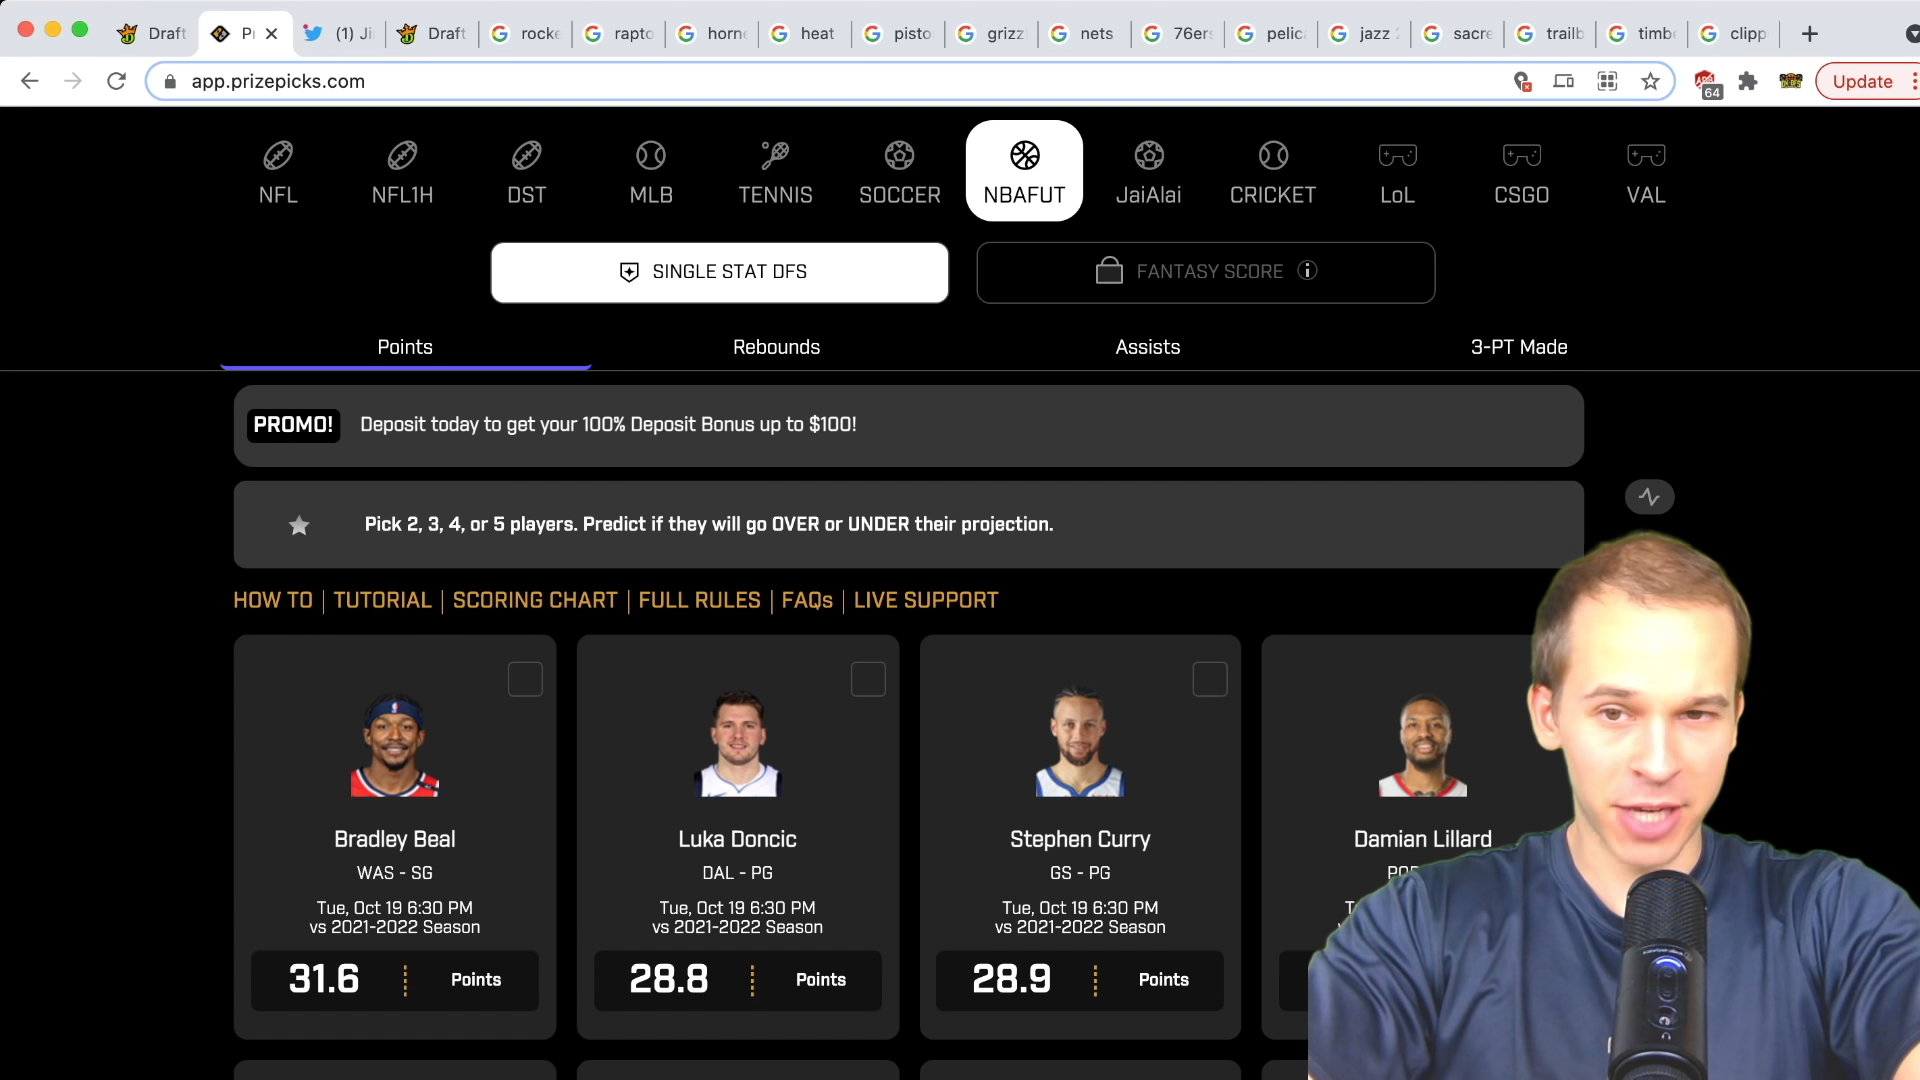 Draft
P
(1) Ji
Draft
rocke
rapto
horne
heat
pisto
grizz
nets
76ers
pelica
jazz 2
sacre
trailb
timbe
clipp
app.prizepicks.com
64
Update
NFL
NFL1H
DST
MLB
TENNIS
SOCCER
NBAFUT
JaiAlai
CRICKET
LoL
CSGO
VAL
SINGLE STAT DFS
FANTASY SCORE
Points
Rebounds
Assists
3-PT Made
PROMO! Deposit today to get your 100% Deposit Bonus up to $100!
Pick 2, 3, 4, or 5 players. Predict if they will go OVER or UNDER their projection.
HOW TO | TUTORIAL | SCORING CHART | FULL RULES | FAQs | LIVE SUPPORT
Bradley Beal
WAS - SG
Tue, Oct 19 6:30 PM
vs 2021-2022 Season
31.6 Points
Luka Doncic
DAL - PG
Tue, Oct 19 6:30 PM
vs 2021-2022 Season
28.8 Points
Stephen Curry
GS - PG
Tue, Oct 19 6:30 PM
vs 2021-2022 Season
28.9 Points
Damian Lillard